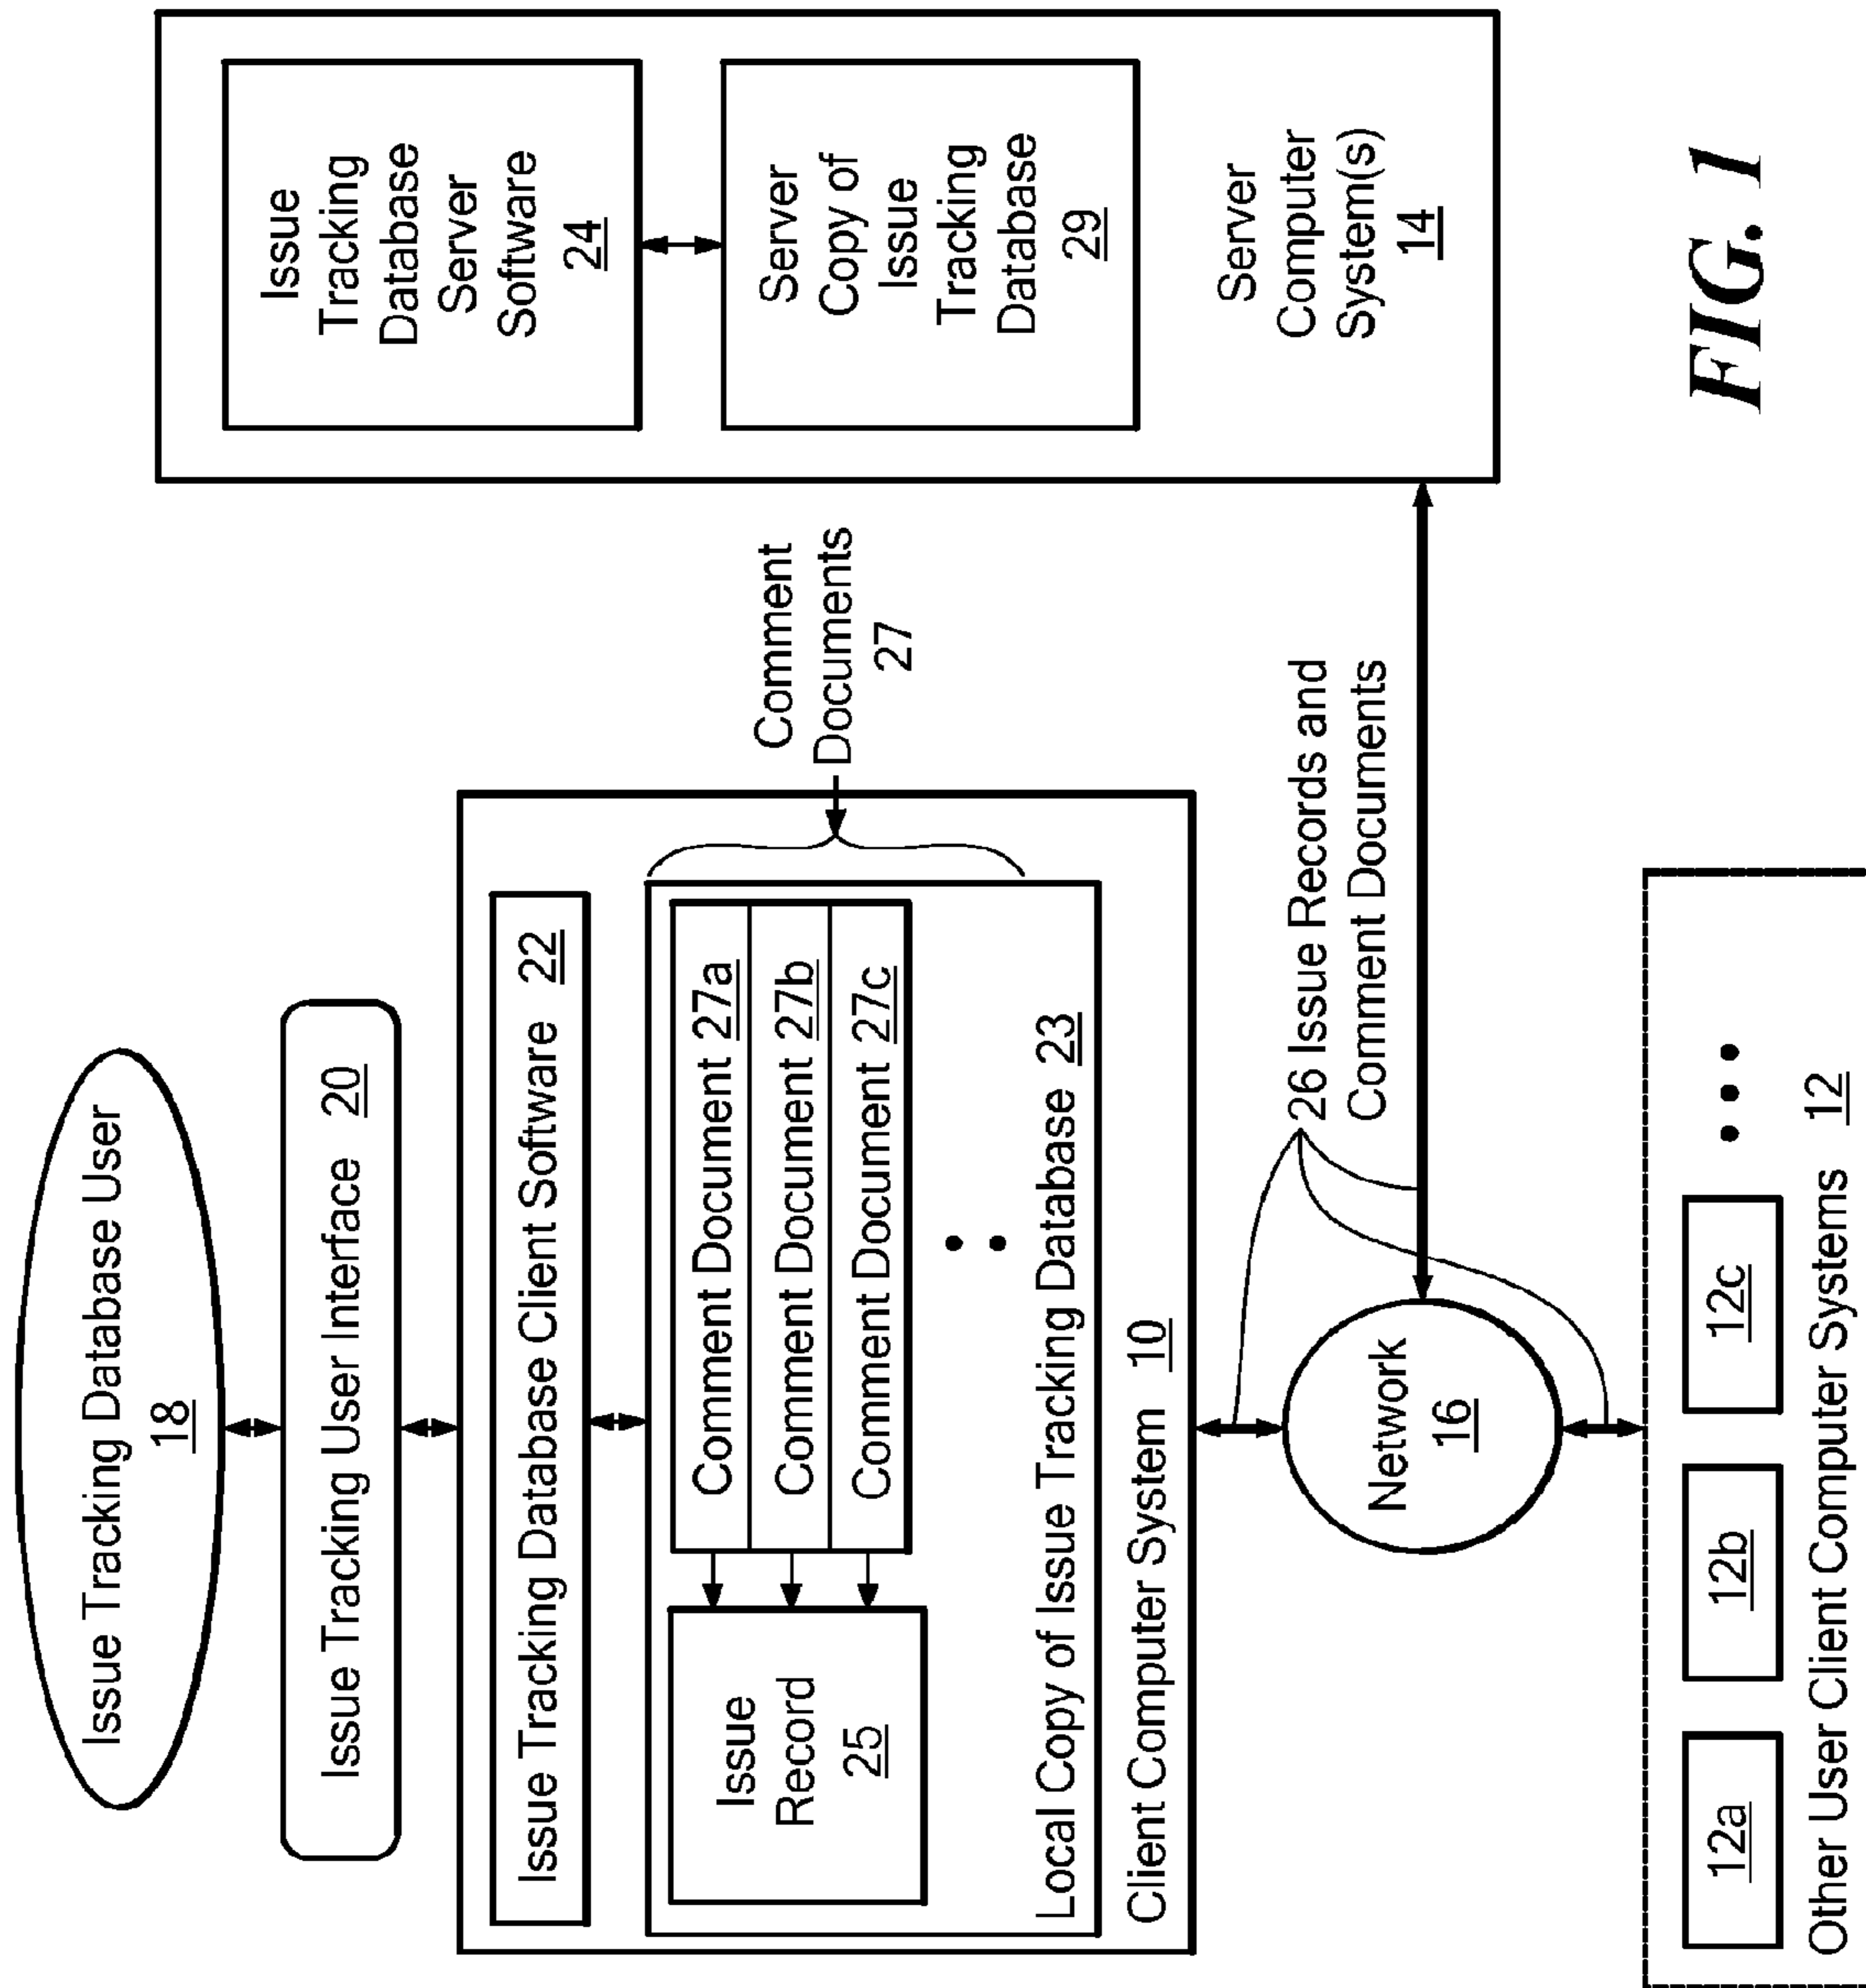 Issue Tracking Database User
18
Issue Tracking User Interface 20
Issue Tracking Database Client Software 22
Issue
Record
25
Comment Document 27a
Comment Document 27b
Comment Document 27c
Local Copy of Issue Tracking Database 23
Client Computer System 10
Comment
Documents
27
Issue
Tracking
Database
Server
Software
24
Server
Copy of
Issue
Tracking
Database
29
Server
Computer
System(s)
14
26 Issue Records and
Comment Documents
Network
16
12a
12b
12c
Other User Client Computer Systems 12
FIG. 1